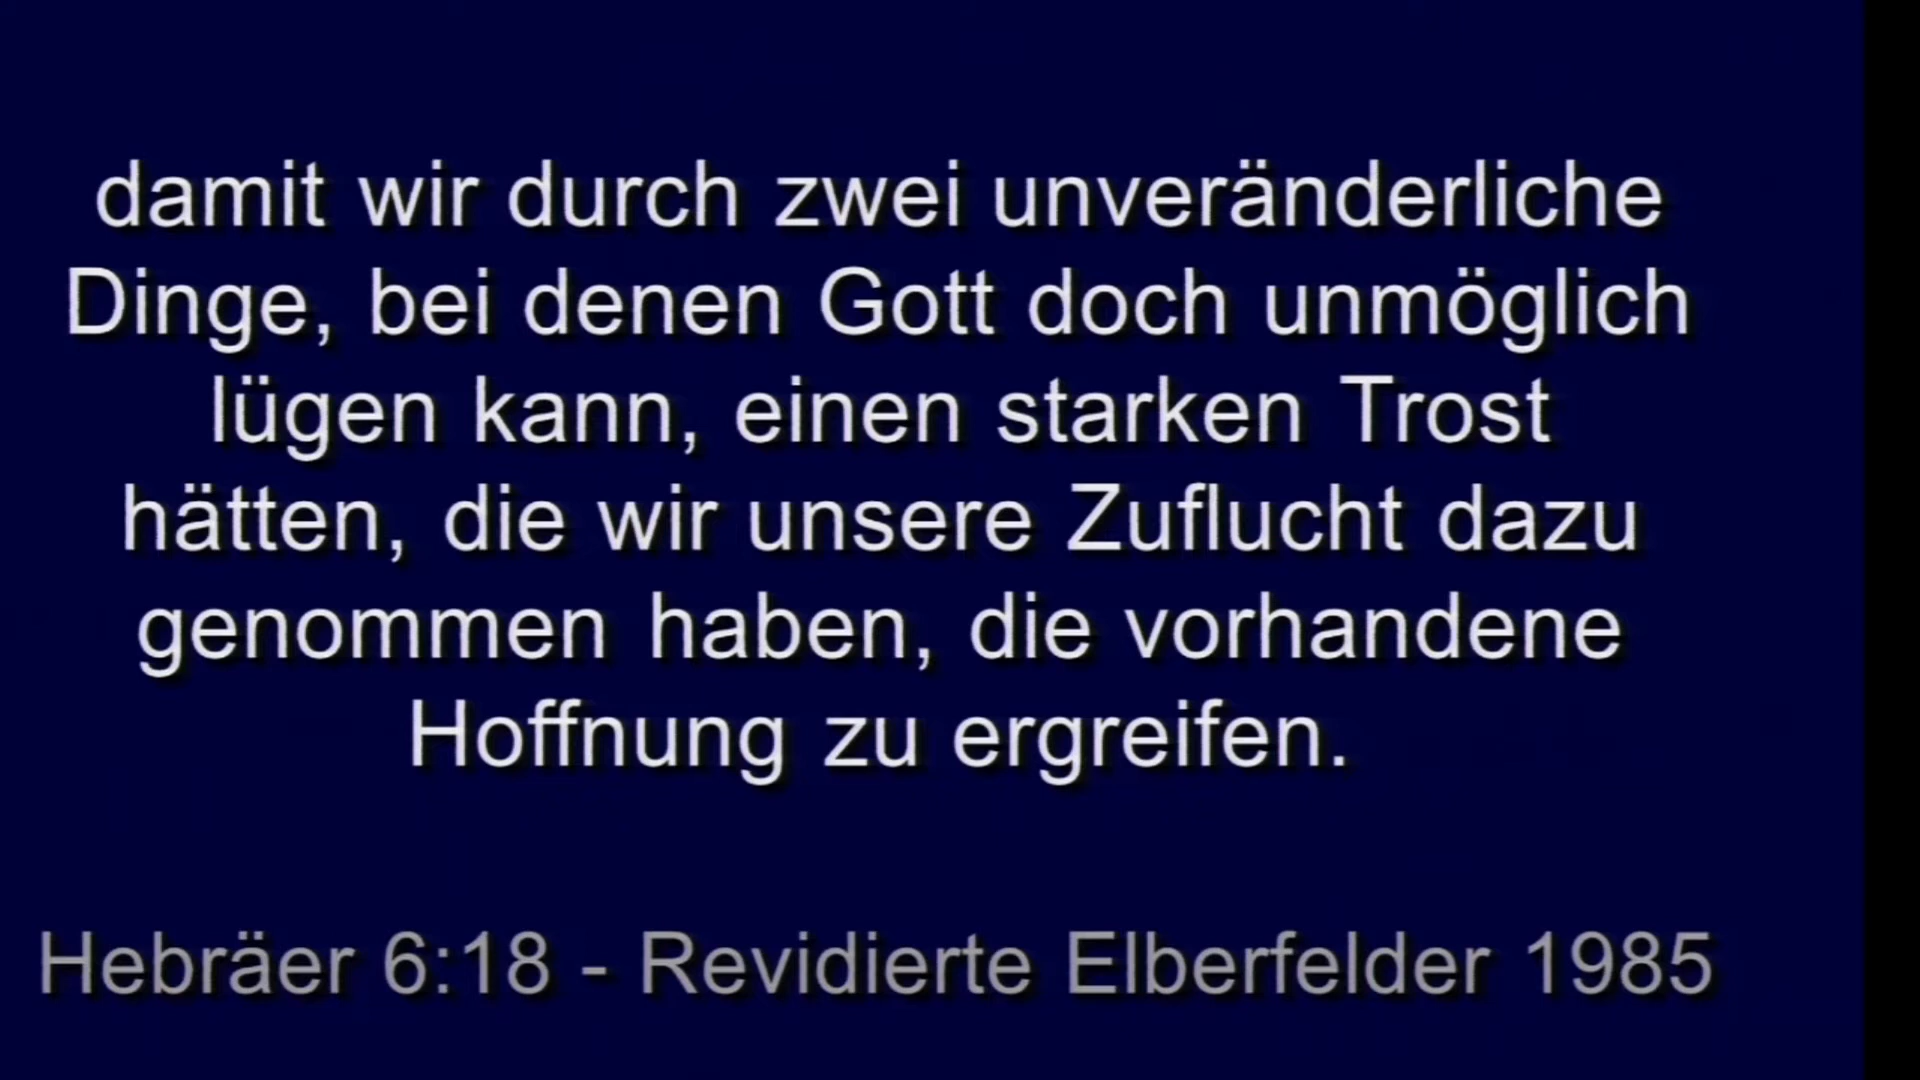 damit wir durch zwei unveränderliche
Dinge, bei denen Gott doch unmöglich
lügen kann, einen starken Trost
hätten, die wir unsere Zuflucht dazu
genommen haben, die vorhandene
Hoffnung zu ergreifen.
Hebräer 6:18 - Revidierte Elberfelder 1985